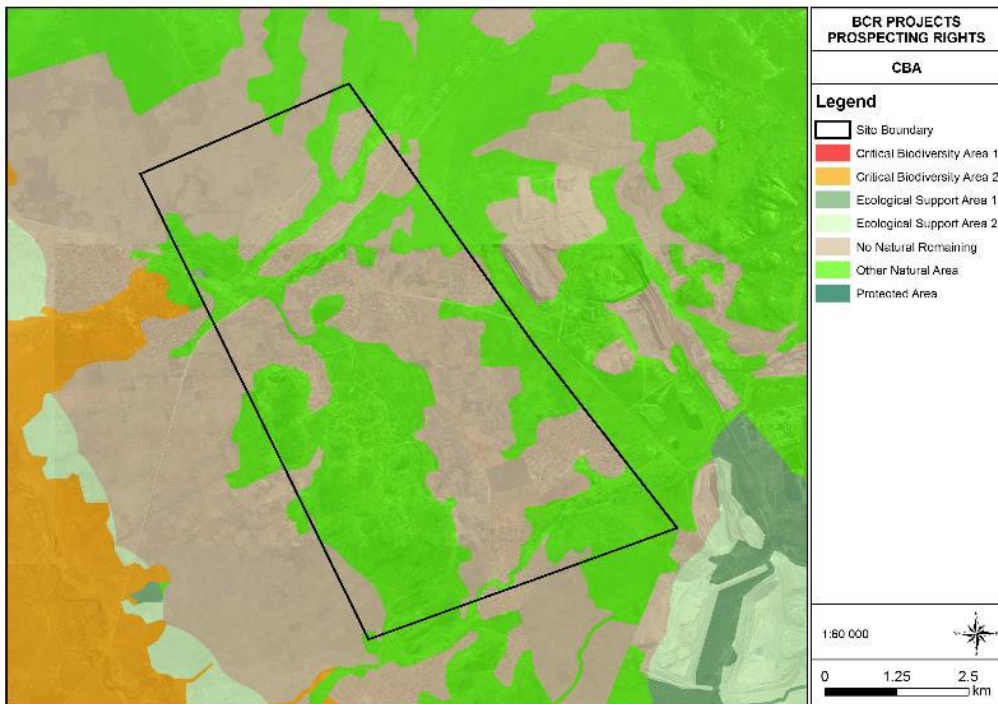 BCR PROJECTS
PROSPECTING RIGHTS
CBA
Legend
Site Boundary
Critical Biodiversity Area 1
Critical Biodiversity Area 2
Ecological Support Area 1
Ecological Support Area 2
No Natural Remaining
Other Natural Area
Protected Area
1:60 000
0 1.25 2.5
km